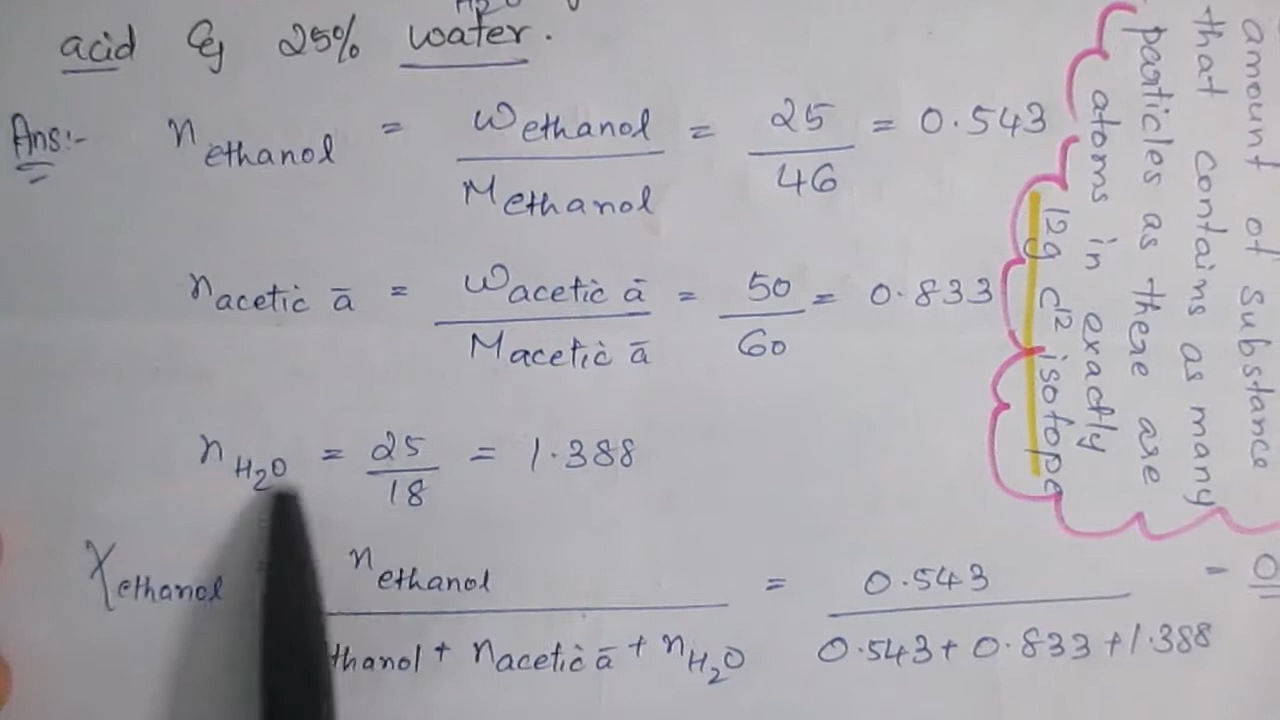 acid & 25% water.
Ans:- n ethanol = W ethanol / M ethanol = 25 / 46 = 0.543
n acetic ā = W acetic ā / M acetic ā = 50 / 60 = 0.833
n H2O = 25 / 18 = 1.388
χ ethanol n ethanol = 0.543 =
thanol + n acetic ā + n H2O 0.543 + 0.833 + 1.388
amount of substance
that contains as many
particles as there are
atoms in exactly
12g C12 isotope